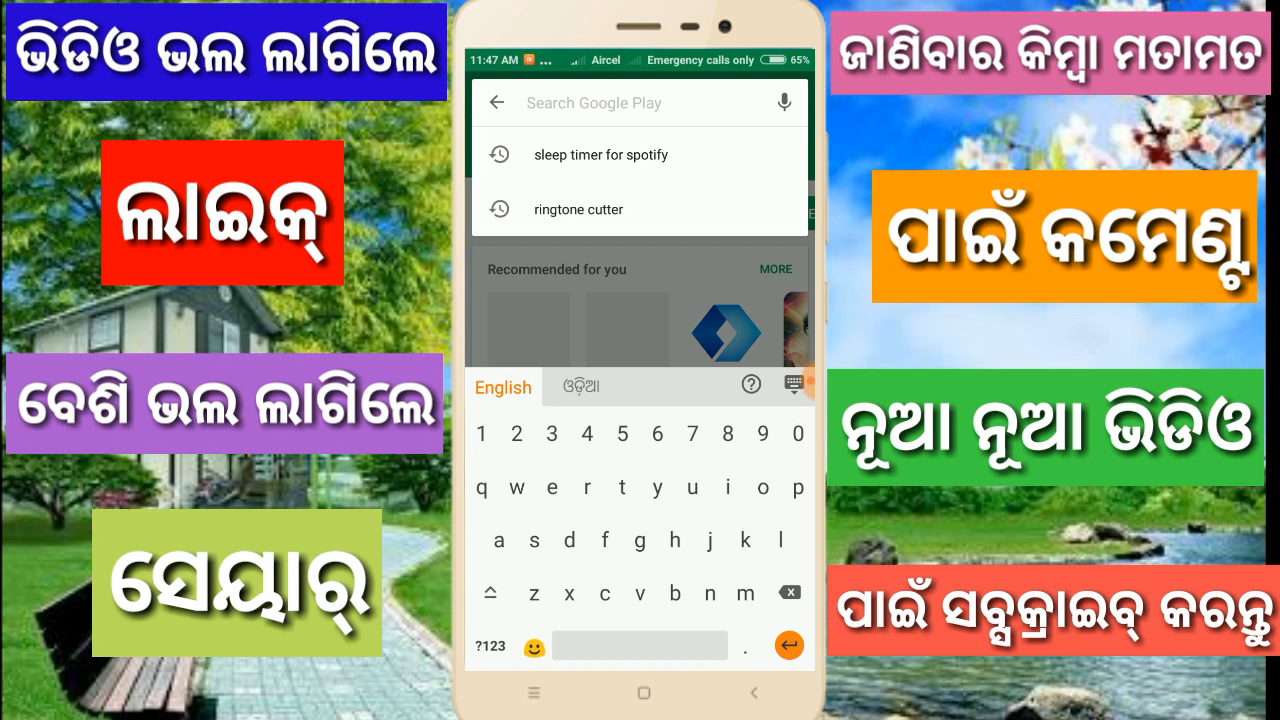 ଭିଡିଓ ଭଲ ଲାଗିଲେ
ଲାଇକ୍
ବେଶି ଭଲ ଲାଗିଲେ
ସେୟାର୍
11:47 AM ... Aircel Emergency calls only 65%
Search Google Play
sleep timer for spotify
ringtone cutter
Recommended for you MORE
English ଓଡ଼ିଆ
1 2 3 4 5 6 7 8 9 0
q w e r t y u i o p
a s d f g h j k l
z x c v b n m
?123 .
ଜାଣିବାର କିମ୍ବା ମତାମତ
ପାଇଁ କମେଣ୍ଟ
ନୂଆ ନୂଆ ଭିଡିଓ
ପାଇଁ ସବ୍ସକ୍ରାଇବ୍ କରନ୍ତୁ